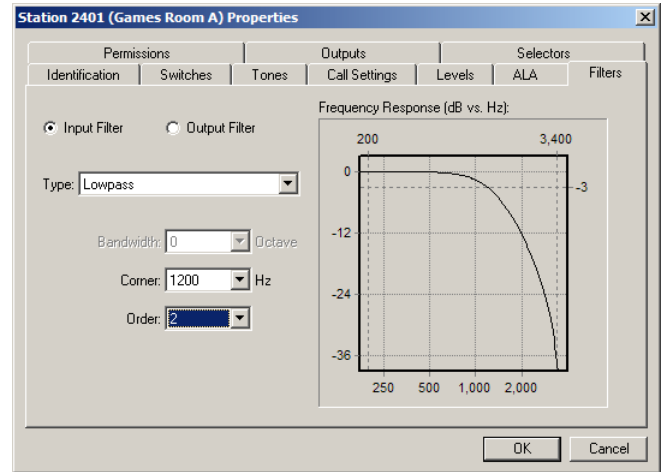 Station 2401 (Games Room A) Properties
Permissions Outputs Selectors
Identification Switches Tones Call Settings Levels ALA Filters
Input Filter Output Filter
Type: Lowpass
Bandwidth: 0 Octave
Corner: 1200 Hz
Order: 2
Frequency Response (dB vs. Hz):
200 3,400
0
-3
-12
-24
-36
250 500 1,000 2,000
OK Cancel